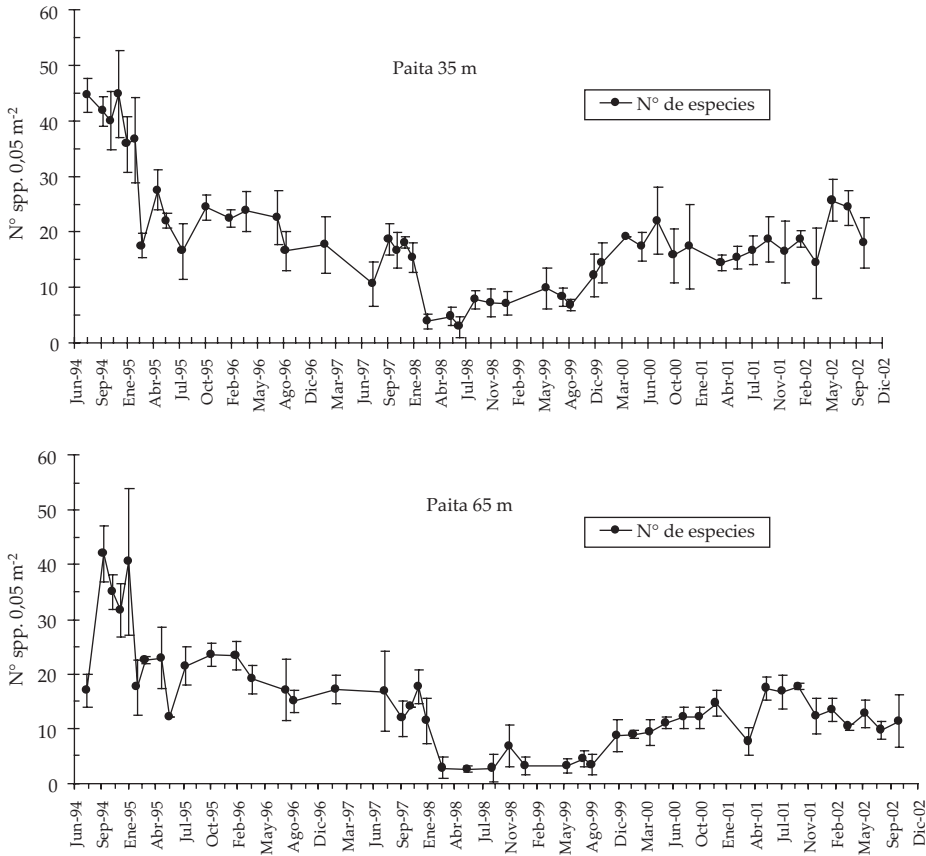 60
50
40
30
20
10
0
N° spp. 0,05 m-2
Paita 35 m
N° de especies
Jun-94
Sep-94
Ene-95
Abr-95
Jul-95
Oct-95
Feb-96
May-96
Ago-96
Dic-96
Mar-97
Jun-97
Sep-97
Ene-98
Abr-98
Jul-98
Nov-98
Feb-99
May-99
Ago-99
Dic-99
Mar-00
Jun-00
Oct-00
Ene-01
Abr-01
Jul-01
Nov-01
Feb-02
May-02
Sep-02
Dic-02
60
50
40
30
20
10
0
N° spp. 0,05 m-2
Paita 65 m
N° de especies
Jun-94
Sep-94
Ene-95
Abr-95
Jul-95
Oct-95
Feb-96
May-96
Ago-96
Dic-96
Mar-97
Jun-97
Sep-97
Ene-98
Abr-98
Jul-98
Nov-98
Feb-99
May-99
Ago-99
Dic-99
Mar-00
Jun-00
Oct-00
Ene-01
Abr-01
Jul-01
Nov-01
Feb-02
May-02
Sep-02
Dic-02